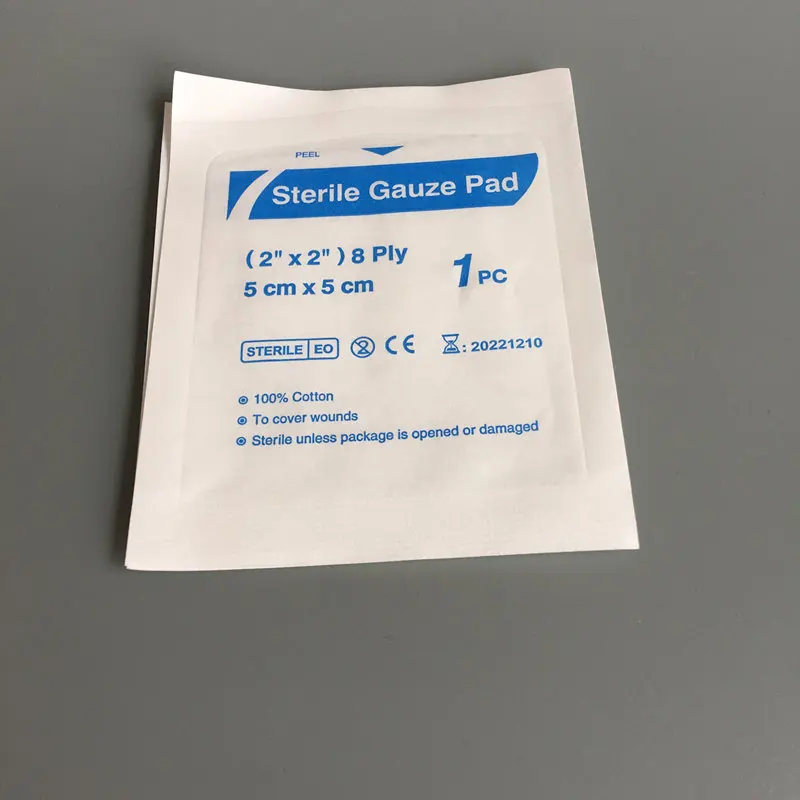 PEEL
Sterile Gauze Pad
( 2" x 2" ) 8 Ply
5 cm x 5 cm
1 PC
STERILE EO 2 CE : 20221210
100% Cotton
To cover wounds
Sterile unless package is opened or damaged